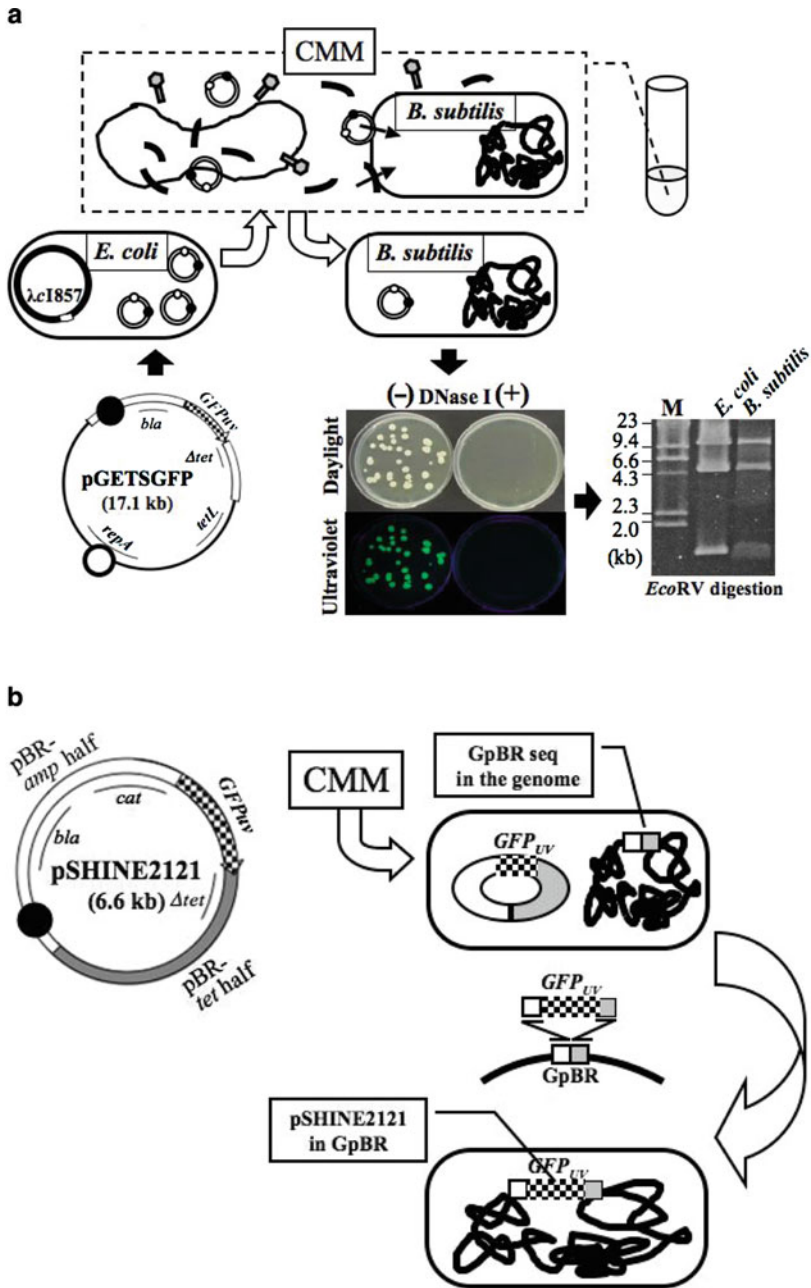 a
CMM
B. subtilis
E. coli
λcI857
B. subtilis
GFPuv
bla
Δtet
pGETSGFP
(17.1 kb)
tetL
repA
(−) DNase I (+)
Daylight
Ultraviolet
M
E. coli
B. subtilis
23
9.4
6.6
4.3
2.3
2.0
(kb)
EcoRV digestion
b
pBR-
amp half
GFPuv
cat
bla
pSHINE2121
(6.6 kb)
Δtet
pBR-
tet half
CMM
GpBR seq
in the genome
GFPUV
GFPUV
GpBR
pSHINE2121
in GpBR
GFPUV